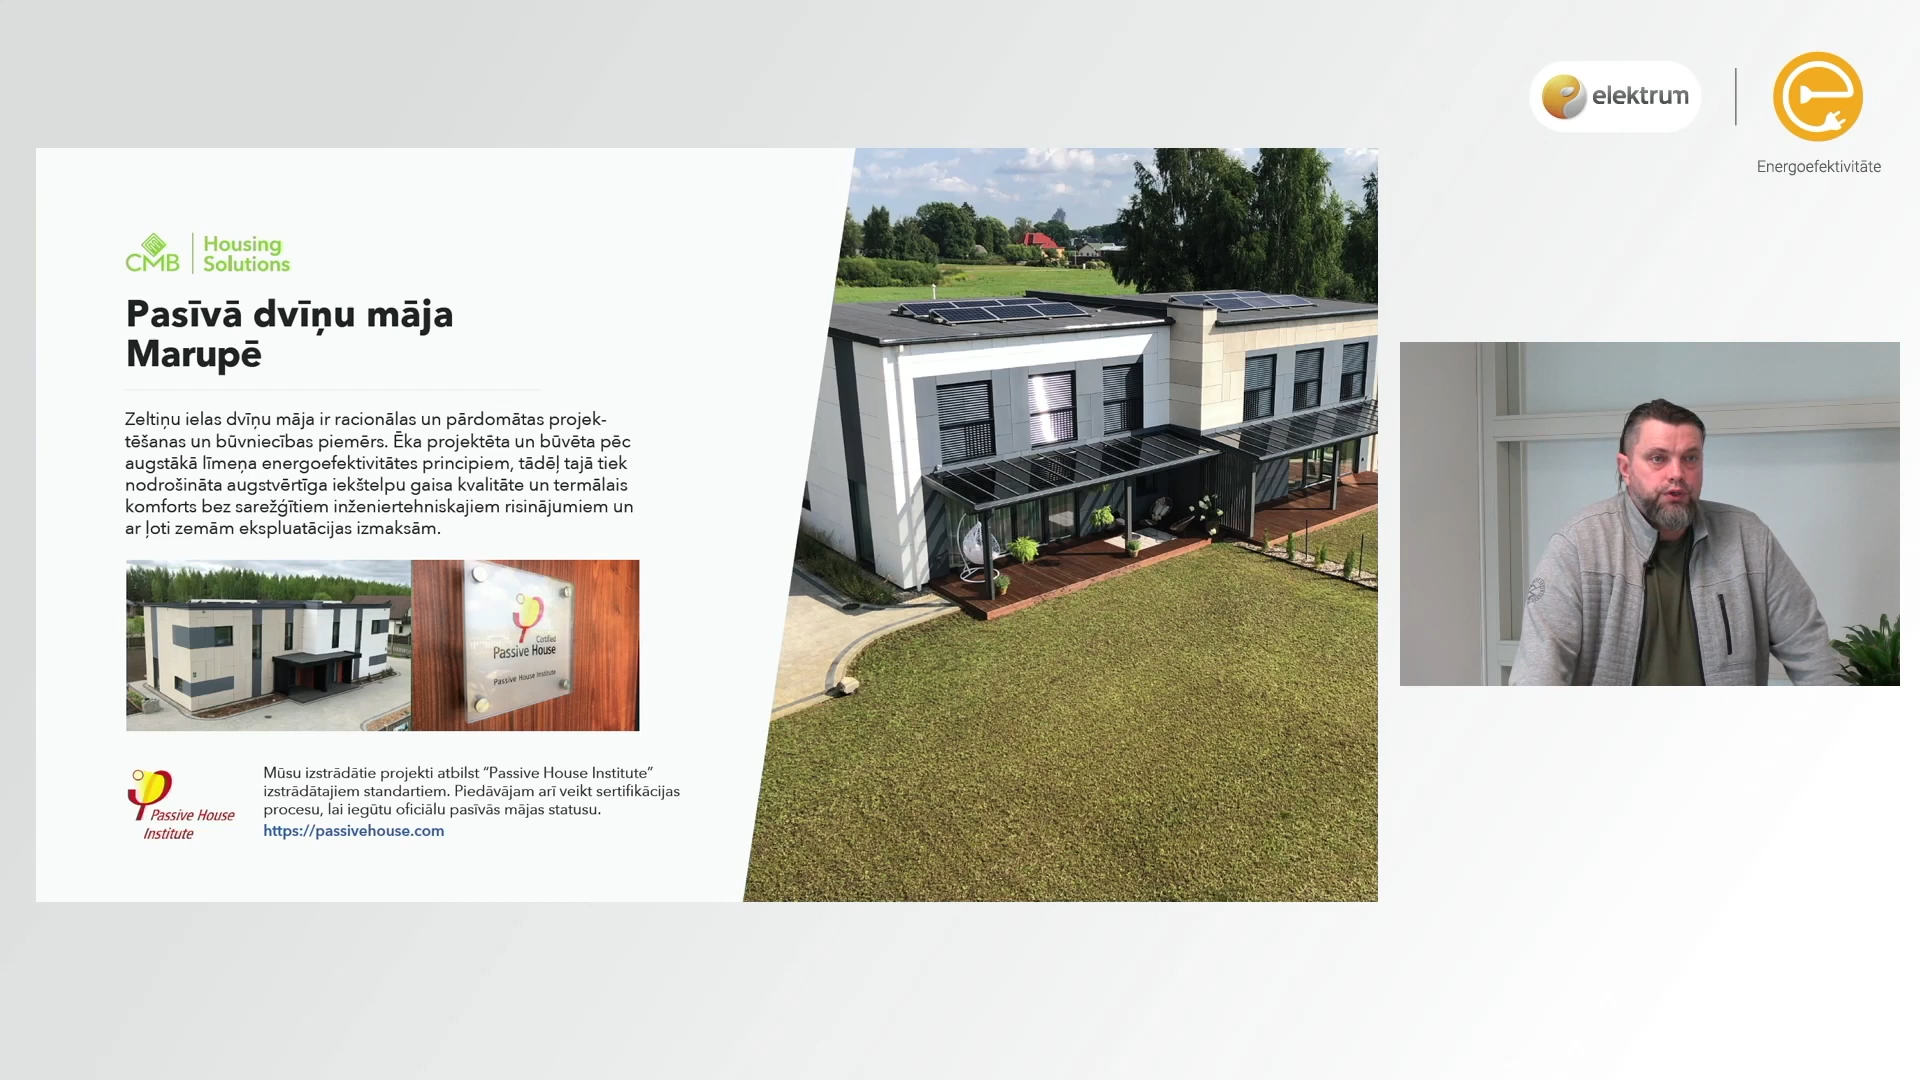 elektrum
Energoefektivitāte
CMB
Housing
Solutions
Pasīvā dvīņu māja
Marupē
Zeltiņu ielas dvīņu māja ir racionālas un pārdomātas projek-
tēšanas un būvniecības piemērs. Ēka projektēta un būvēta pēc
augstākā līmeņa energoefektivitātes principiem, tādēļ tajā tiek
nodrošināta augstvērtīga iekštelpu gaisa kvalitāte un termālais
komforts bez sarežģītiem inženiertehniskajiem risinājumiem un
ar ļoti zemām ekspluatācijas izmaksām.
Certified
Passive House
Passive House Institute
Passive House
Institute
Mūsu izstrādātie projekti atbilst “Passive House Institute”
izstrādātajiem standartiem. Piedāvājam arī veikt sertifikācijas
procesu, lai iegūtu oficiālu pasīvās mājas statusu.
https://passivehouse.com